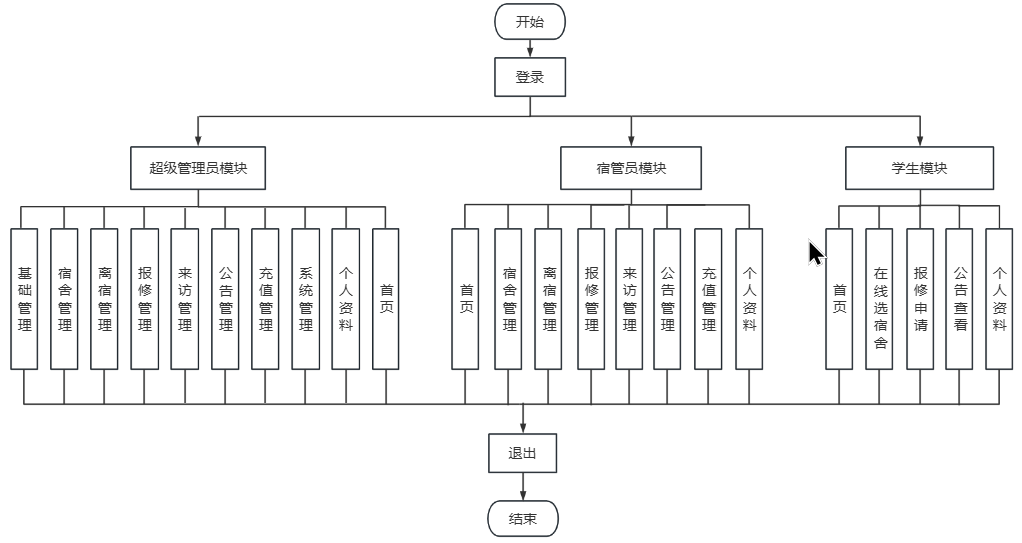 开始
登录
超级管理员模块
宿管员模块
学生模块
基础管理
宿舍管理
离宿管理
报修管理
来访管理
公告管理
充值管理
系统管理
个人资料
首页
首页
宿舍管理
离宿管理
报修管理
来访管理
公告管理
充值管理
个人资料
首页
在线选宿舍
报修申请
公告查看
个人资料
退出
结束